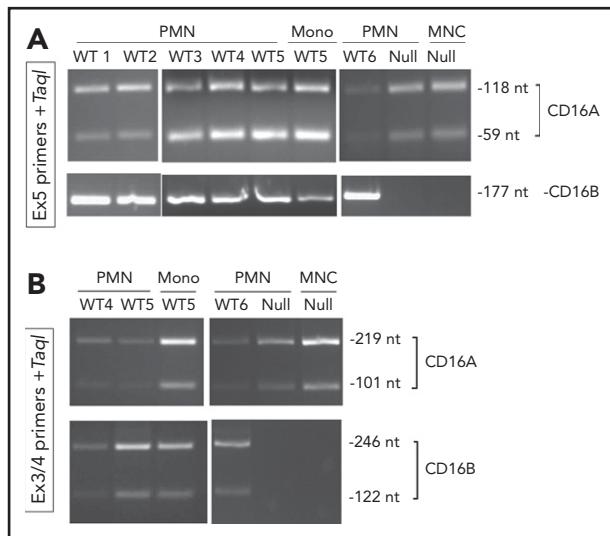 A
PMN Mono PMN MNC
WT 1 WT2 WT3 WT4 WT5 WT5 WT6 Null Null
Ex5 primers + TaqI
-118 nt
CD16A
-59 nt
-177 nt -CD16B
B
PMN Mono PMN MNC
WT4 WT5 WT5 WT6 Null Null
Ex3/4 primers + TaqI
-219 nt
CD16A
-101 nt
-246 nt
CD16B
-122 nt